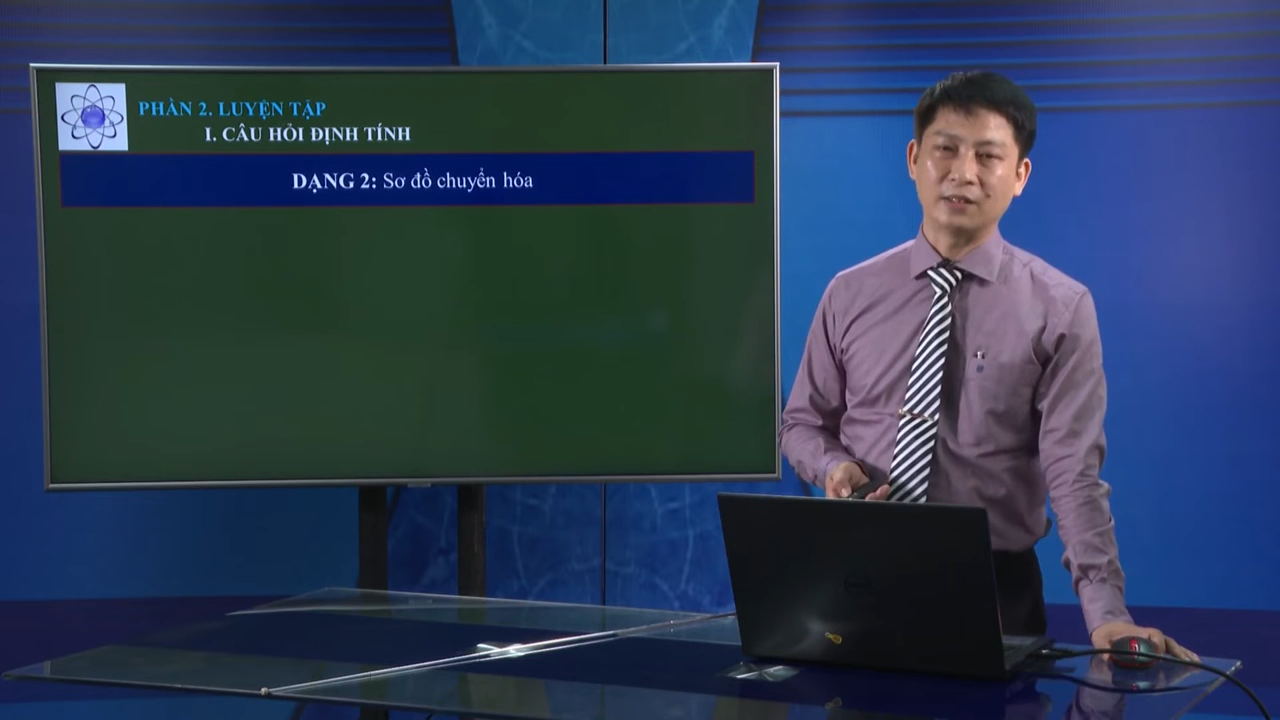 PHẦN 2. LUYỆN TẬP
I. CÂU HỎI ĐỊNH TÍNH
DẠNG 2: Sơ đồ chuyển hóa